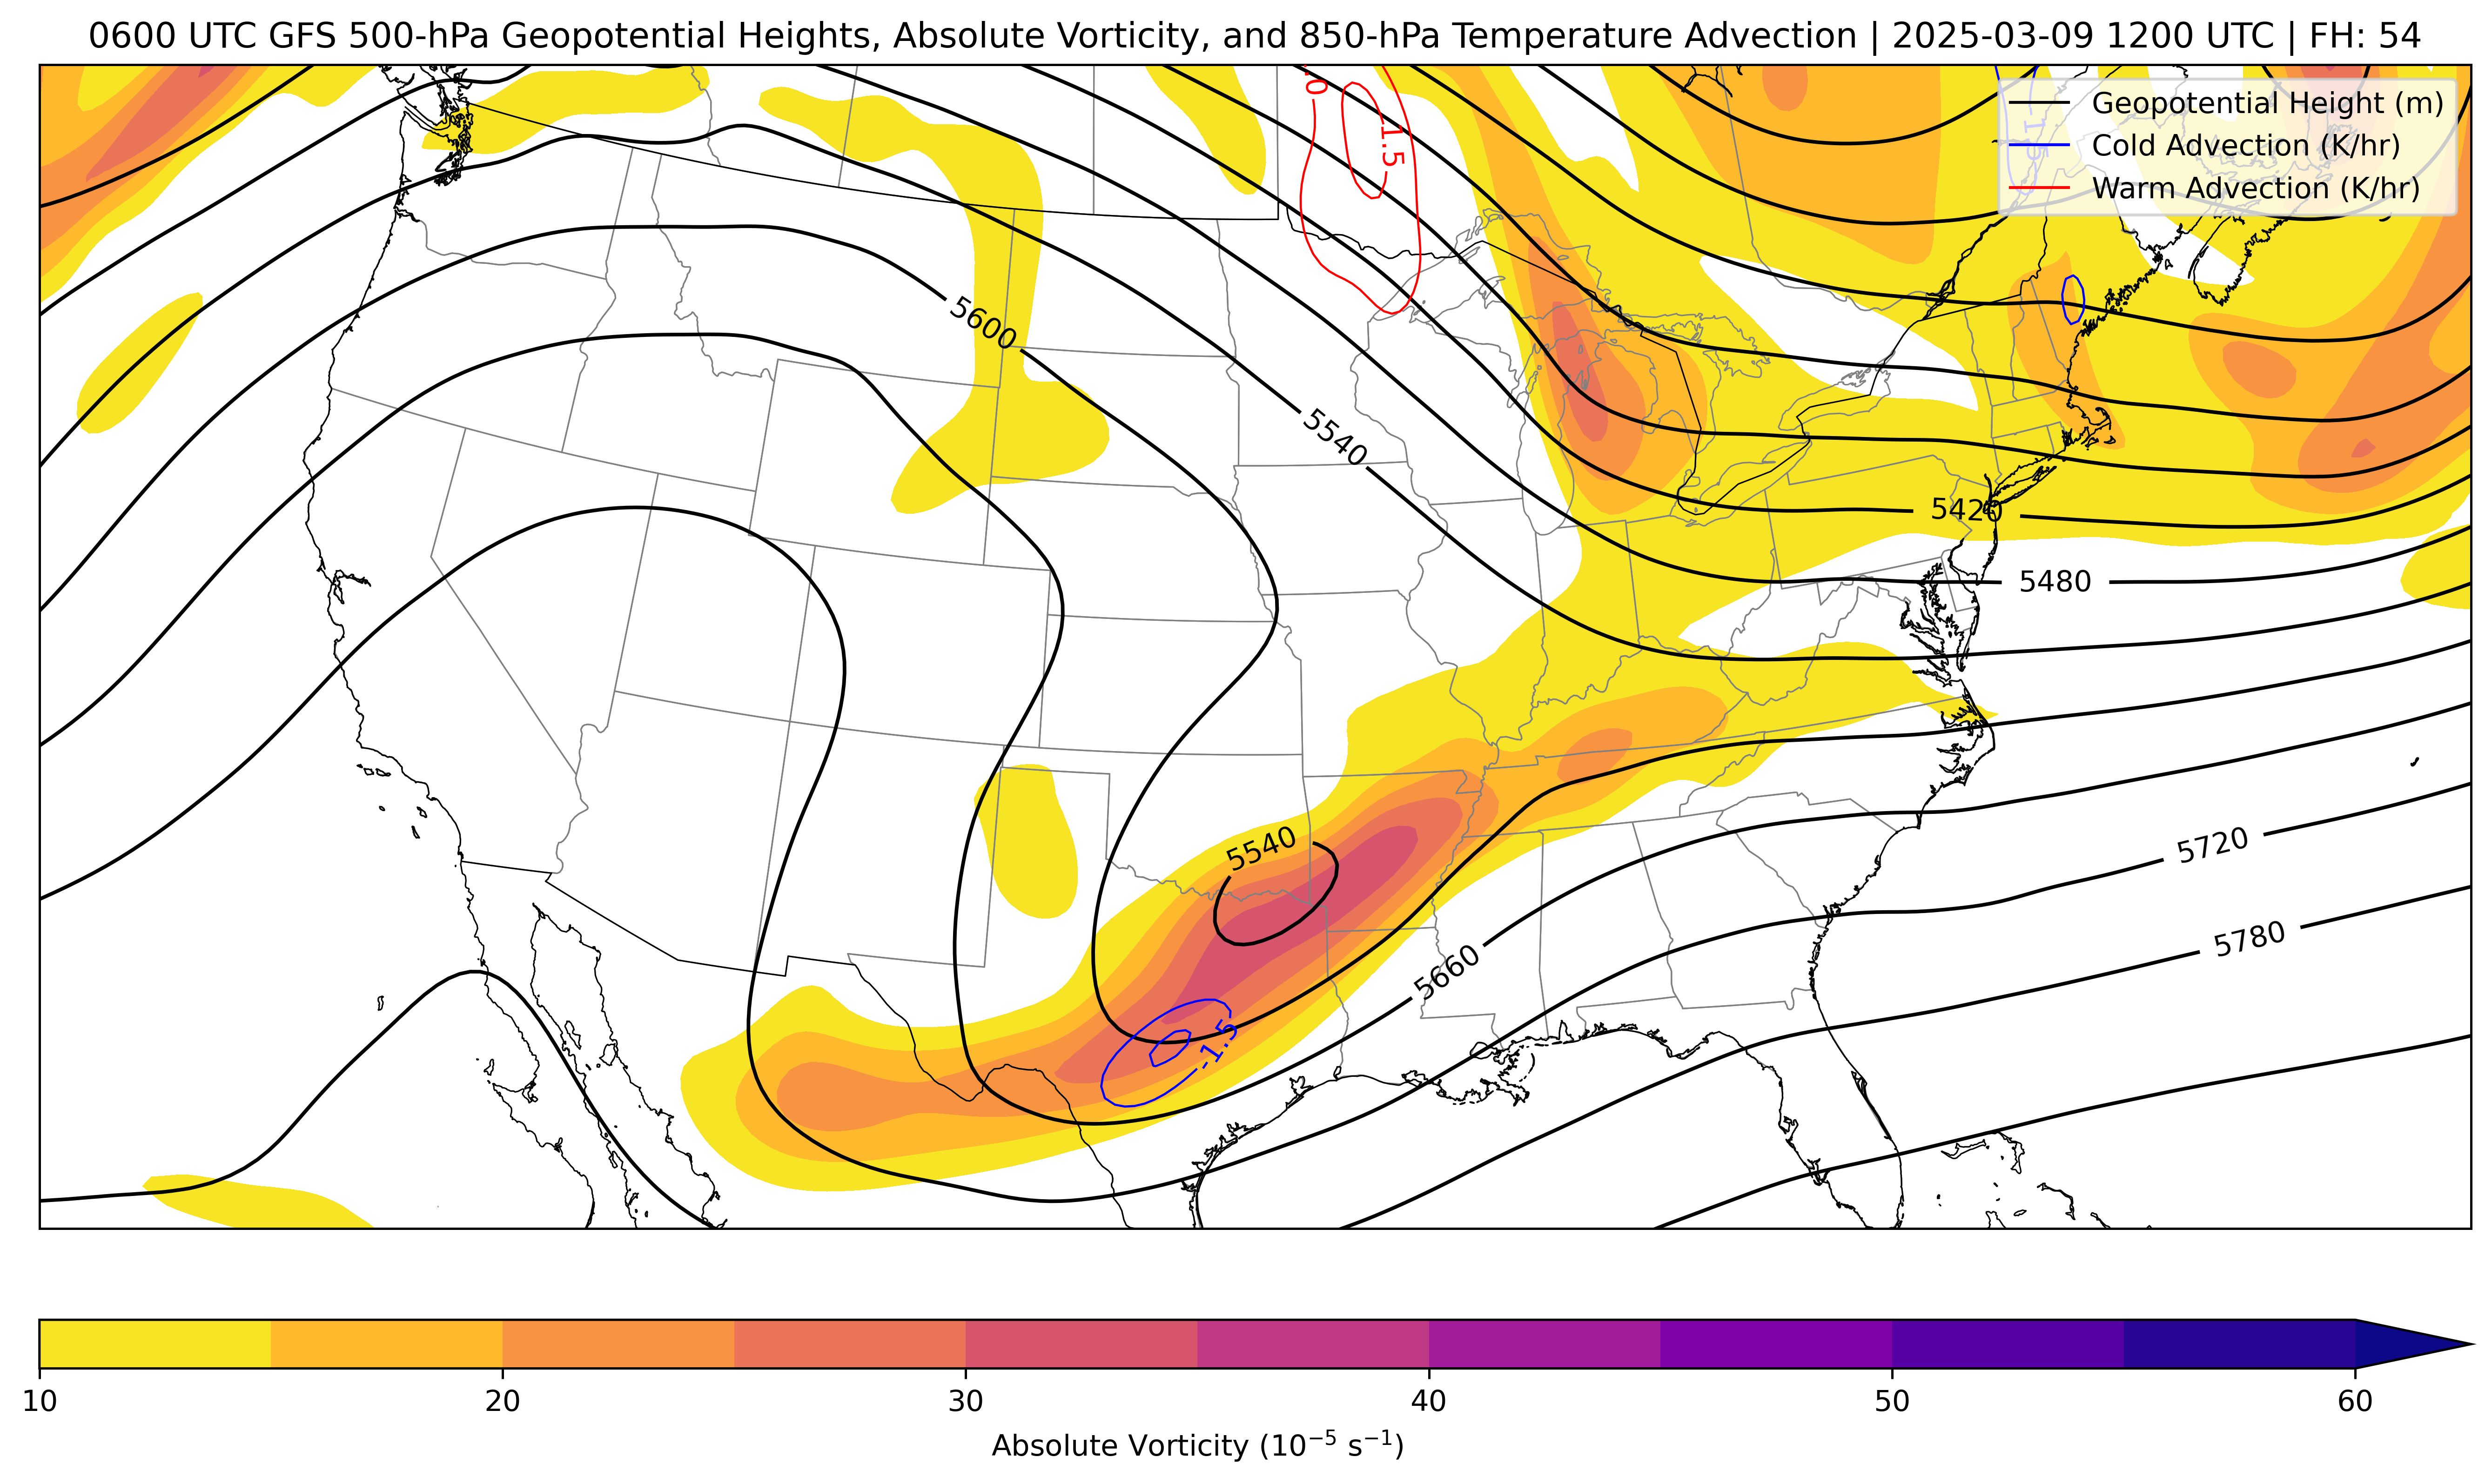 0600 UTC GFS 500-hPa Geopotential Heights, Absolute Vorticity, and 850-hPa Temperature Advection | 2025-03-09 1200 UTC | FH: 54
Geopotential Height (m)
Cold Advection (K/hr)
Warm Advection (K/hr)
1.5
5600
5540
5420
5480
5540
5720
5780
5660
-1.5
10 20 30 40 50 60
Absolute Vorticity (10⁻⁵ s⁻¹)